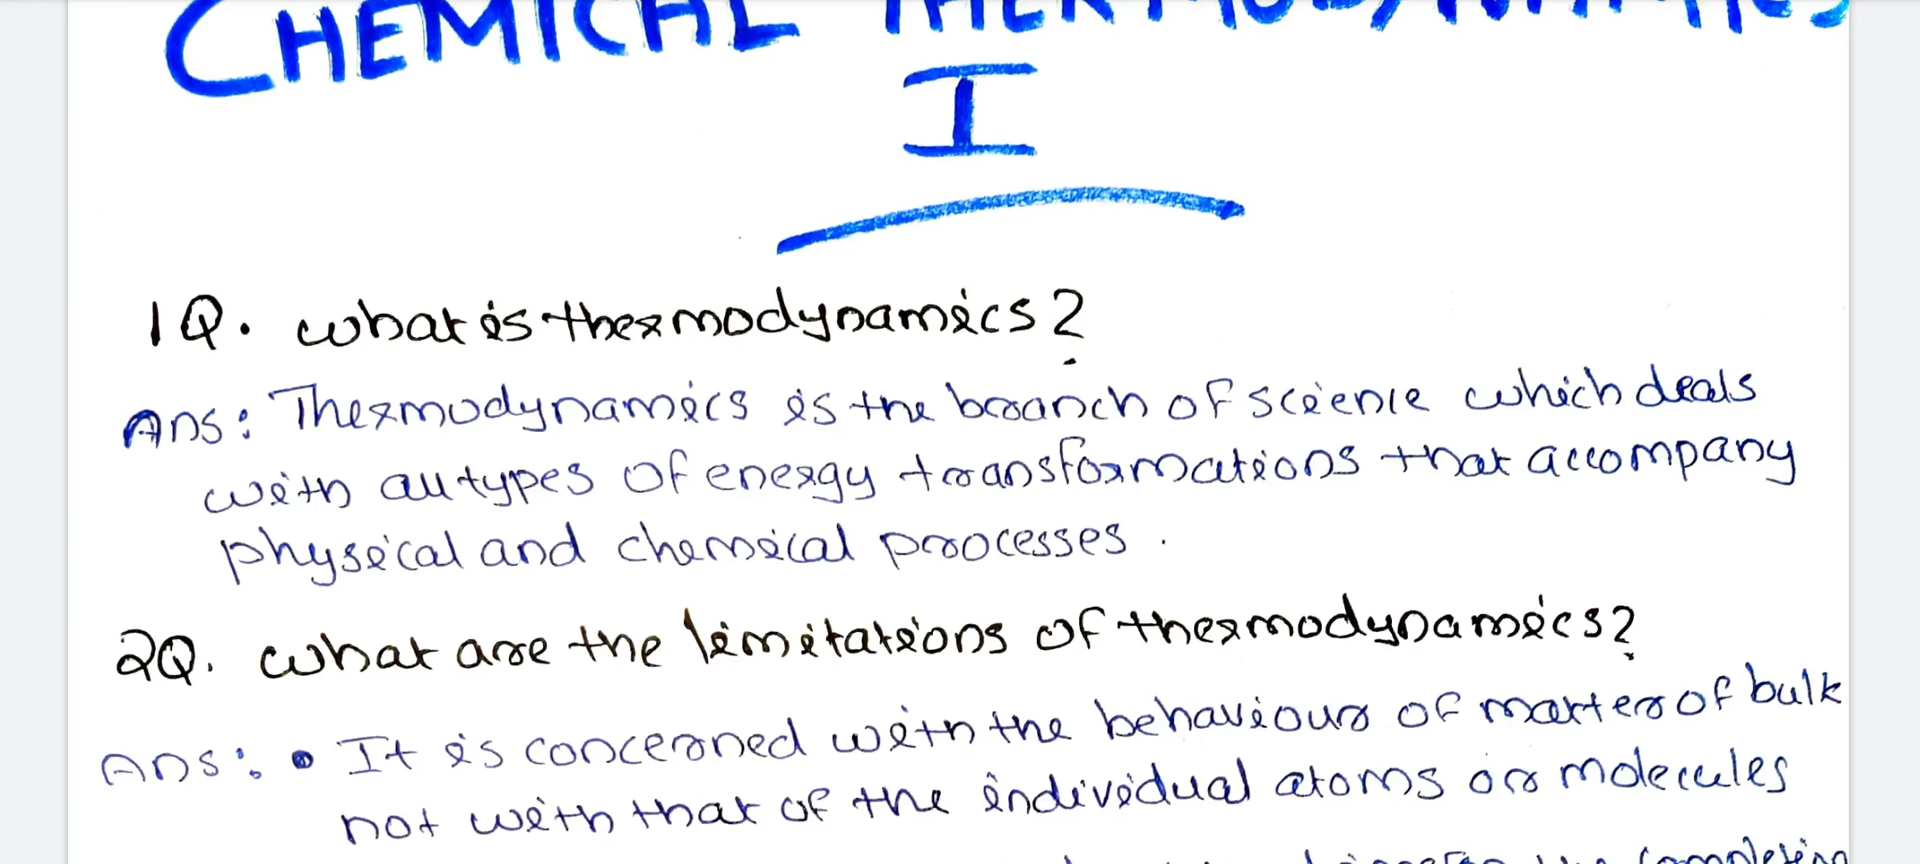 CHEMICAL THERMODYNAMICS
I
1Q. What is thermodynamics?
Ans: Thermodynamics is the branch of science which deals
with all types of energy transformations that accompany
physical and chemical processes.
2Q. What are the limitations of thermodynamics?
Ans: • It is concerned with the behaviour of matter of bulk
not with that of the individual atoms or molecules